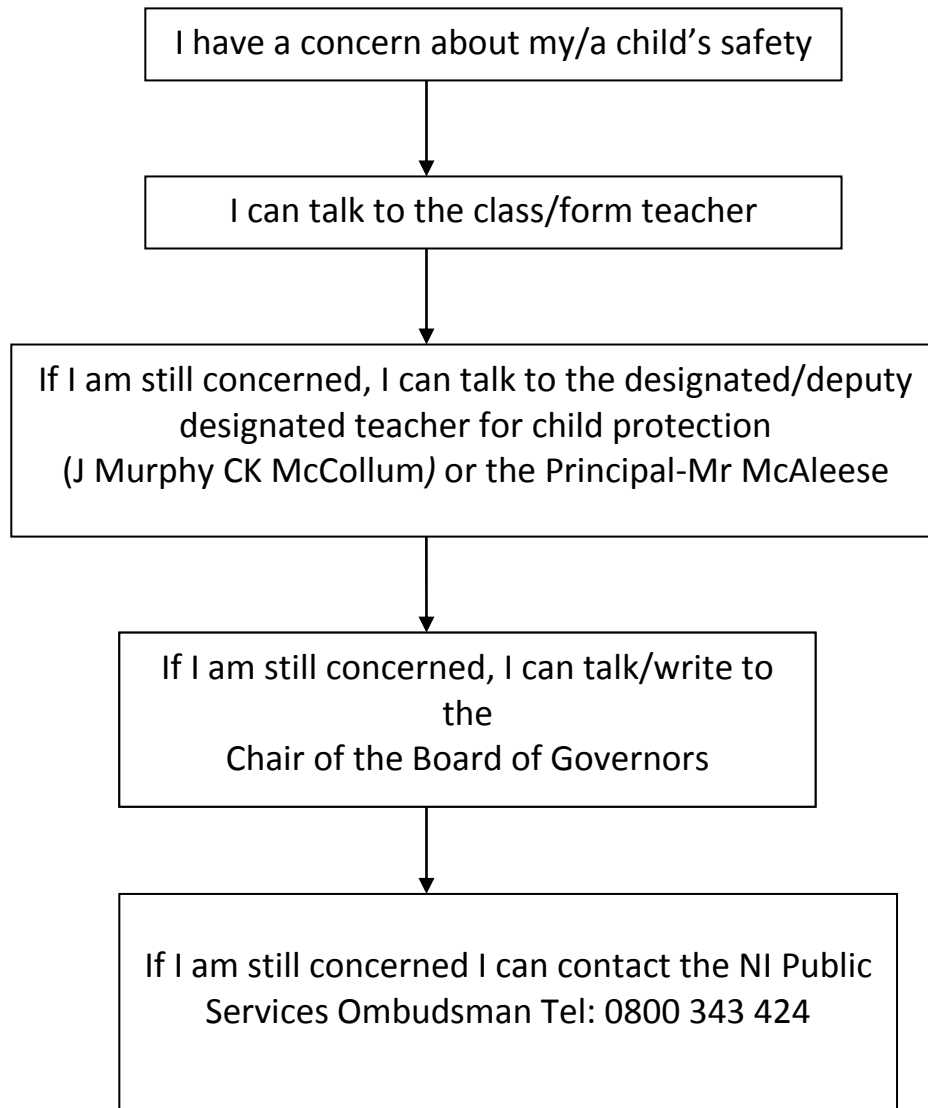 I have a concern about my/a child’s safety
I can talk to the class/form teacher
If I am still concerned, I can talk to the designated/deputy
designated teacher for child protection
(J Murphy CK McCollum) or the Principal-Mr McAleese
If I am still concerned, I can talk/write to
the
Chair of the Board of Governors
If I am still concerned I can contact the NI Public
Services Ombudsman Tel: 0800 343 424